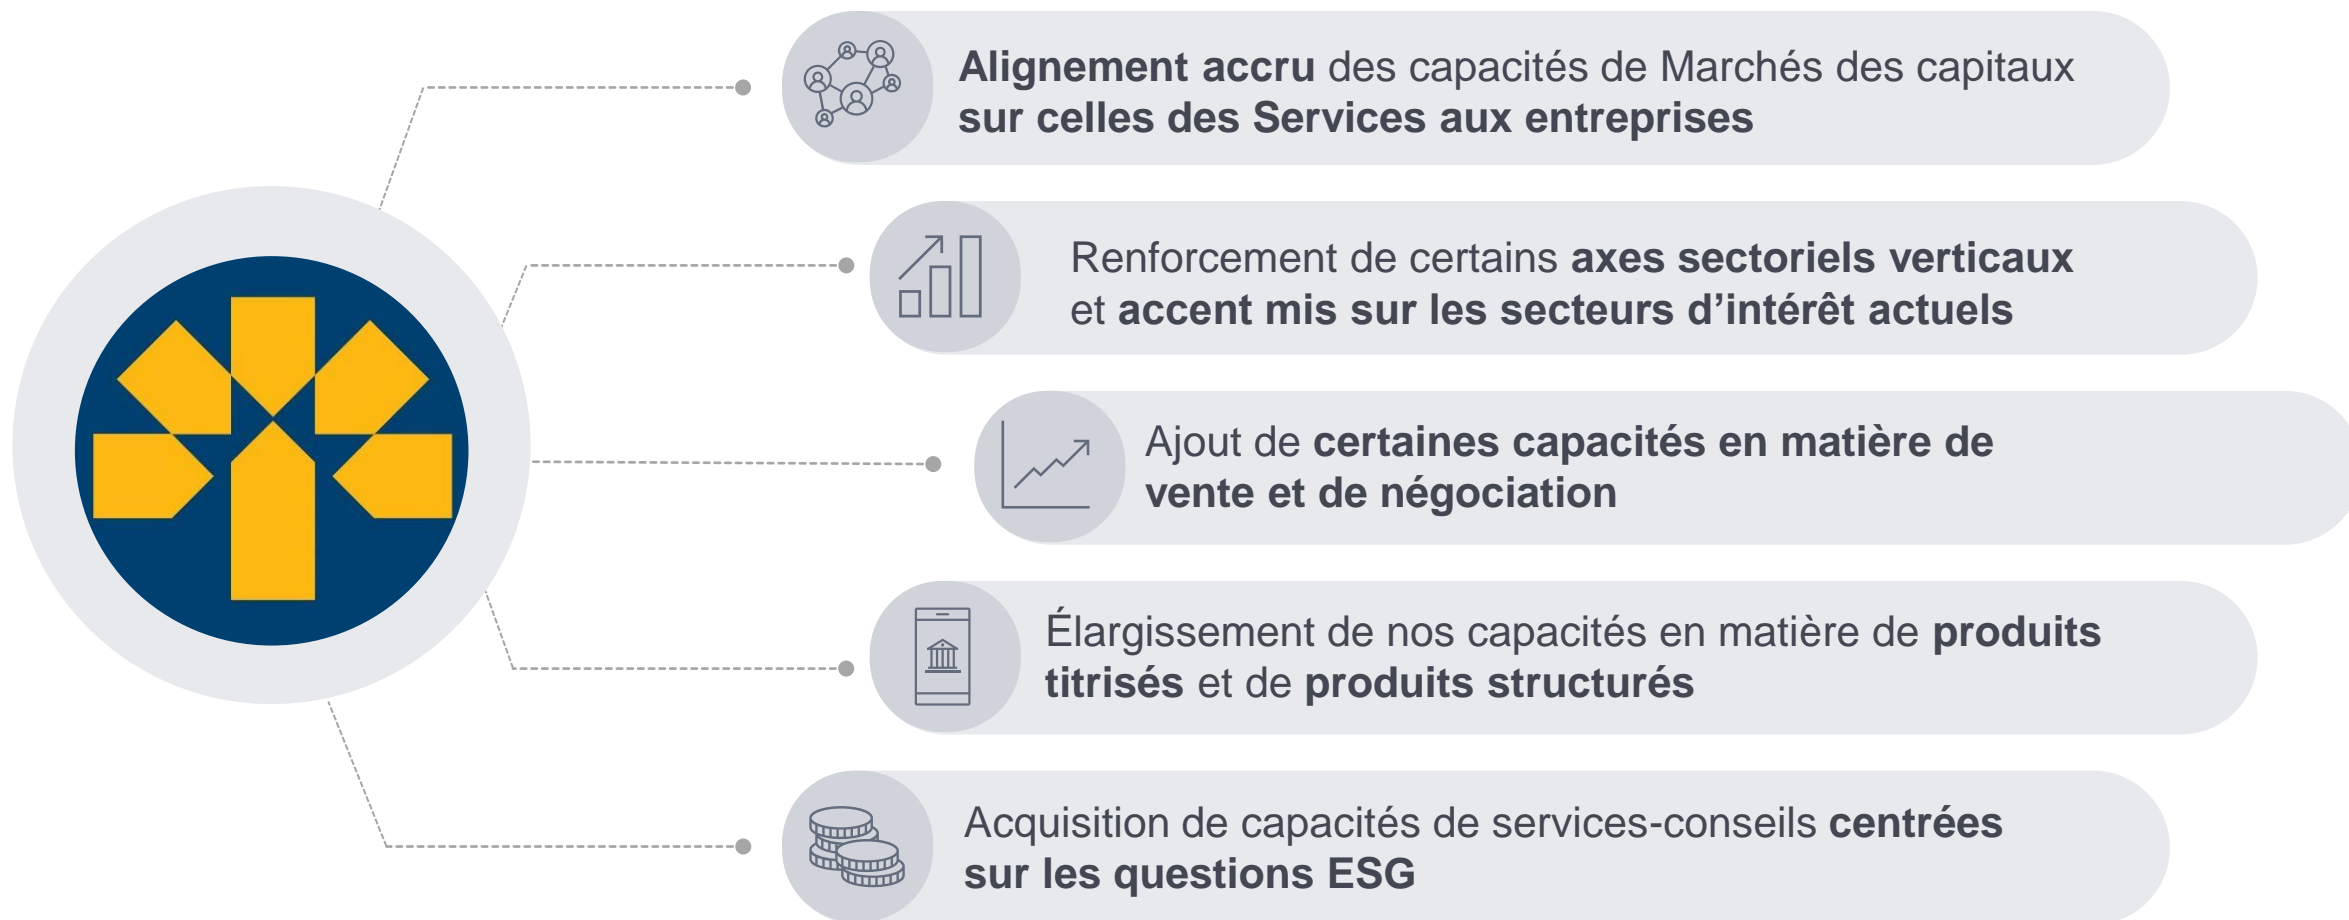 Alignement accru des capacités de Marchés des capitaux
sur celles des Services aux entreprises
Renforcement de certains axes sectoriels verticaux
et accent mis sur les secteurs d’intérêt actuels
Ajout de certaines capacités en matière de
vente et de négociation
Élargissement de nos capacités en matière de produits
titrisés et de produits structurés
Acquisition de capacités de services-conseils centrées
sur les questions ESG